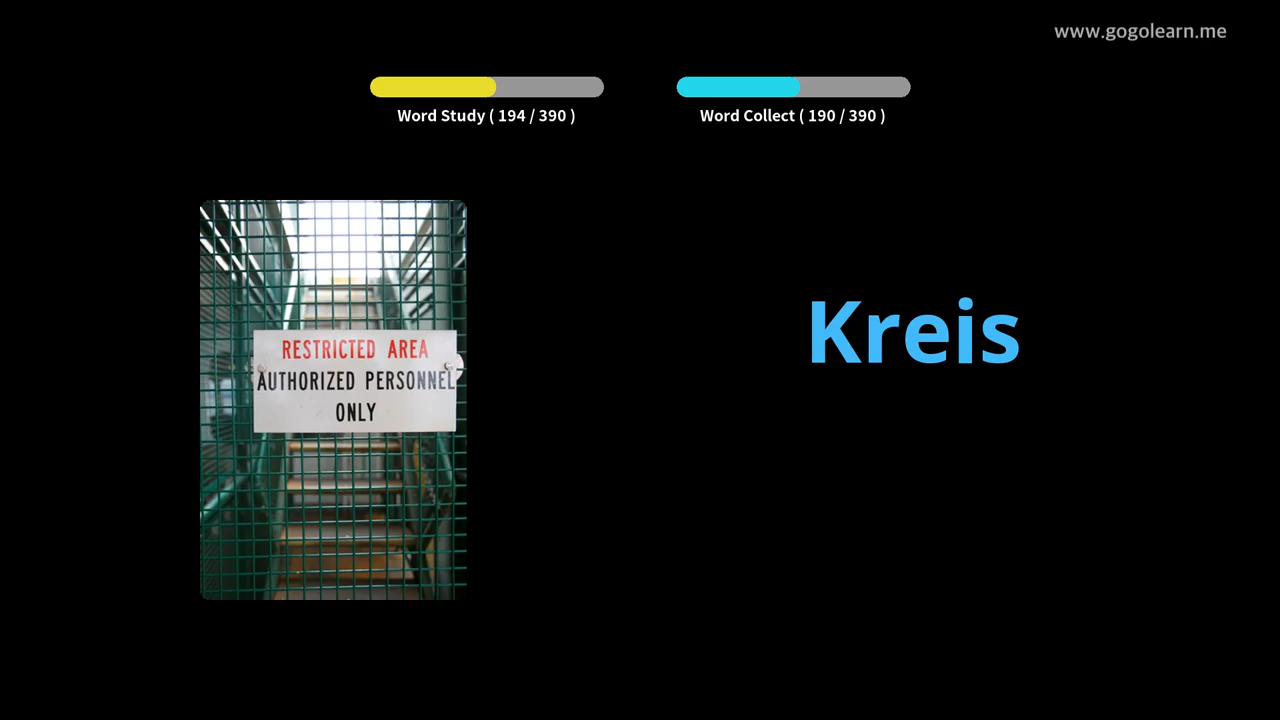 www.gogolearn.me
Word Study ( 194 / 390 )
Word Collect ( 190 / 390 )
RESTRICTED AREA
AUTHORIZED PERSONNEL
ONLY
Kreis